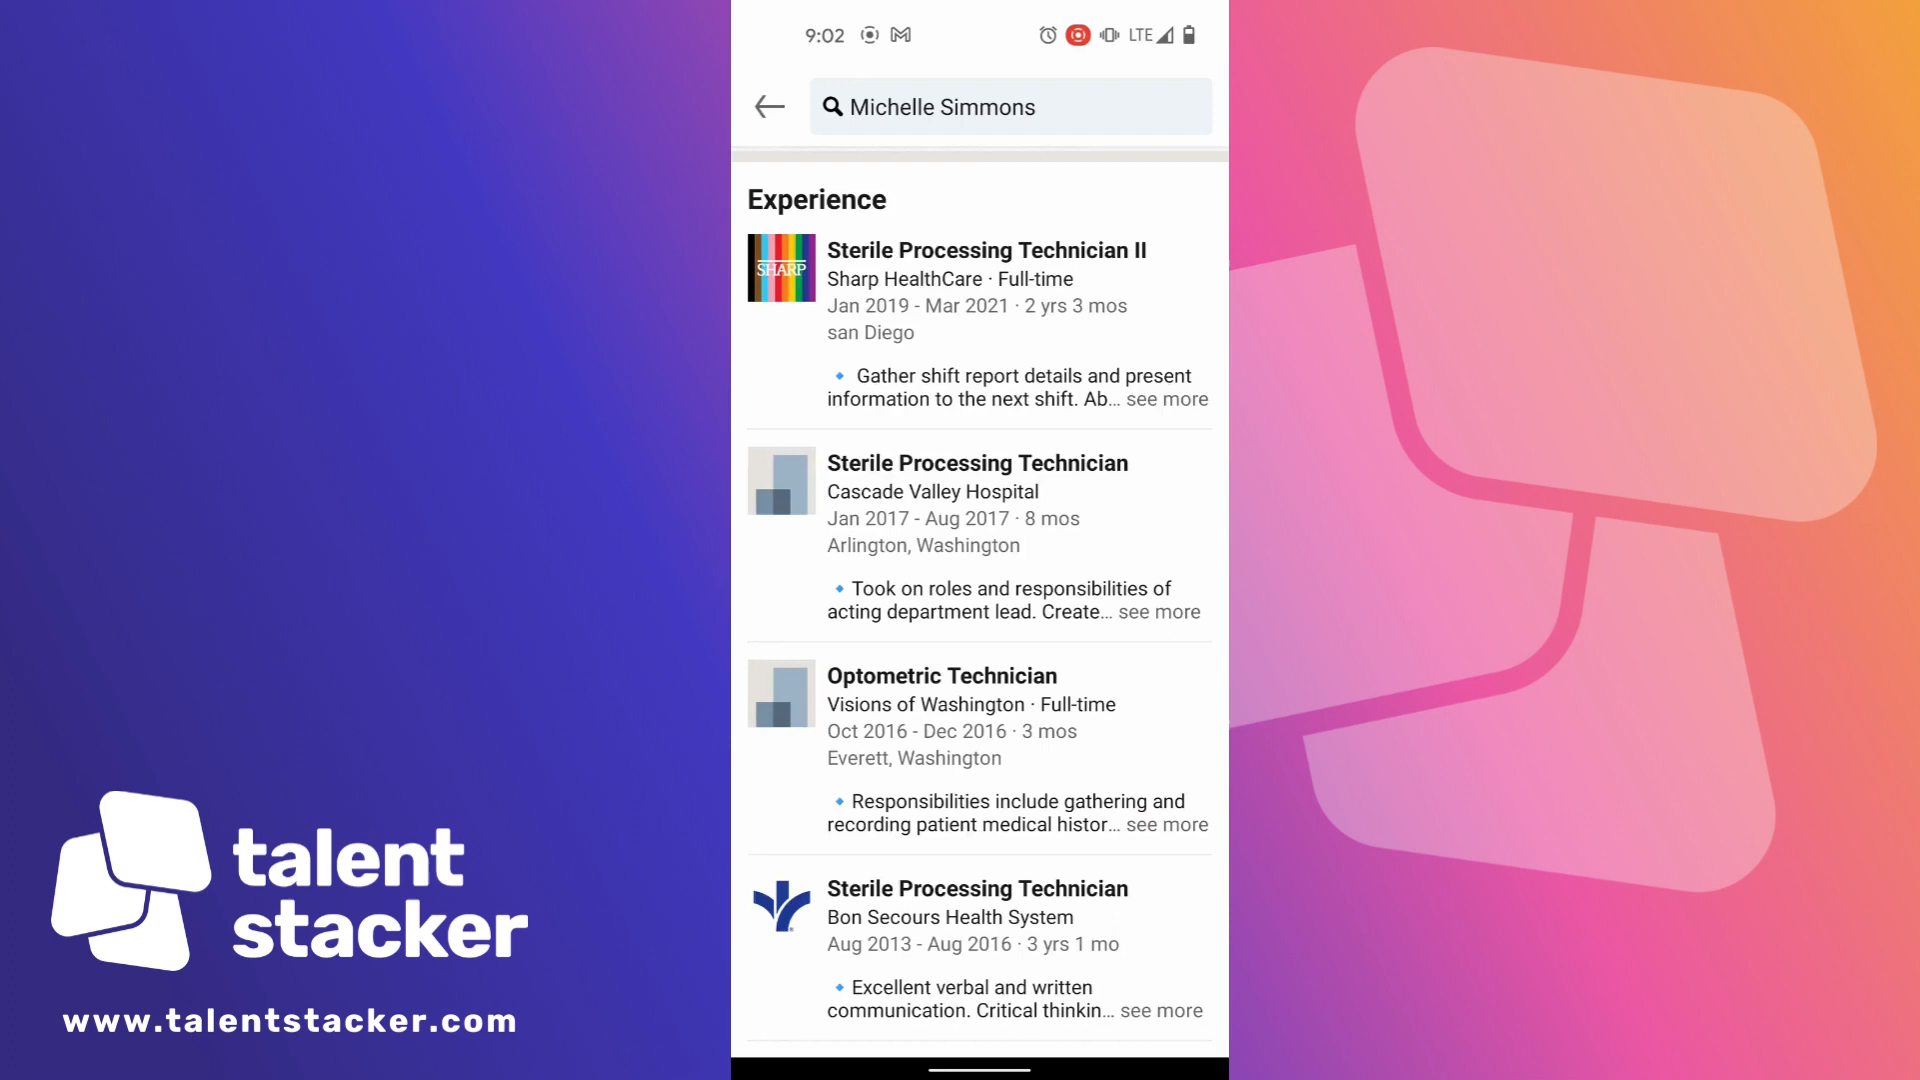 9:02
LTE
Michelle Simmons
Experience
SHARP
Sterile Processing Technician II
Sharp HealthCare · Full-time
Jan 2019 - Mar 2021 · 2 yrs 3 mos
san Diego
🔹 Gather shift report details and present
information to the next shift. Ab... see more
Sterile Processing Technician
Cascade Valley Hospital
Jan 2017 - Aug 2017 · 8 mos
Arlington, Washington
🔹Took on roles and responsibilities of
acting department lead. Create... see more
Optometric Technician
Visions of Washington · Full-time
Oct 2016 - Dec 2016 · 3 mos
Everett, Washington
🔹Responsibilities include gathering and
recording patient medical histor... see more
Sterile Processing Technician
Bon Secours Health System
Aug 2013 - Aug 2016 · 3 yrs 1 mo
🔹Excellent verbal and written
communication. Critical thinkin... see more
talent
stacker
www.talentstacker.com